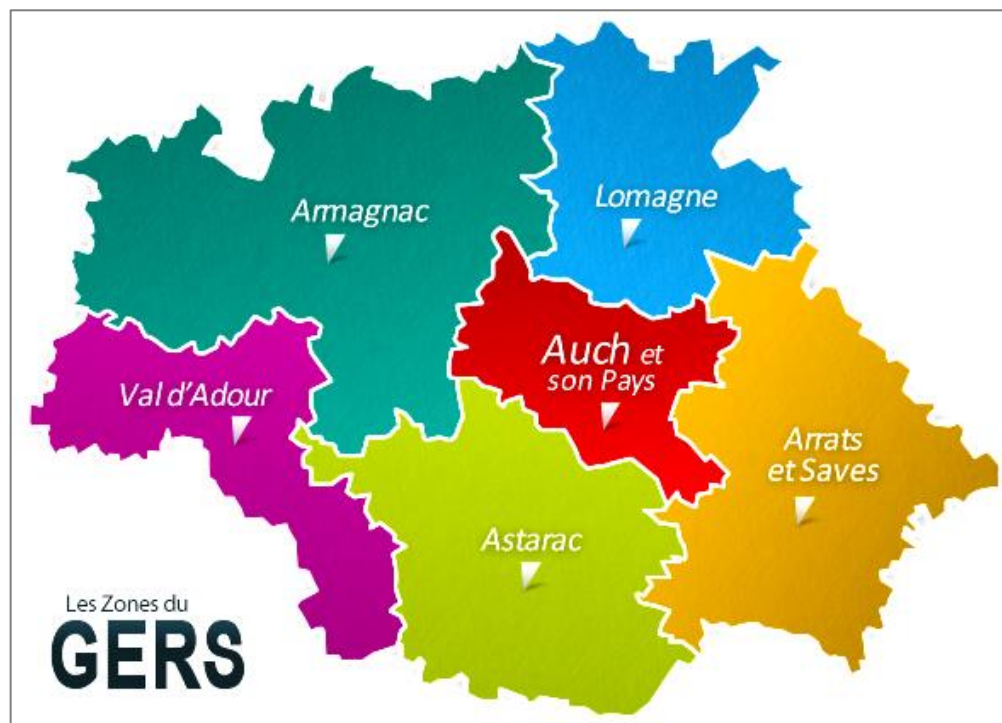 Armagnac
Lomagne
Auch et
son Pays
Val d'Adour
Arrats
et Saves
Astarac
Les Zones du
GERS